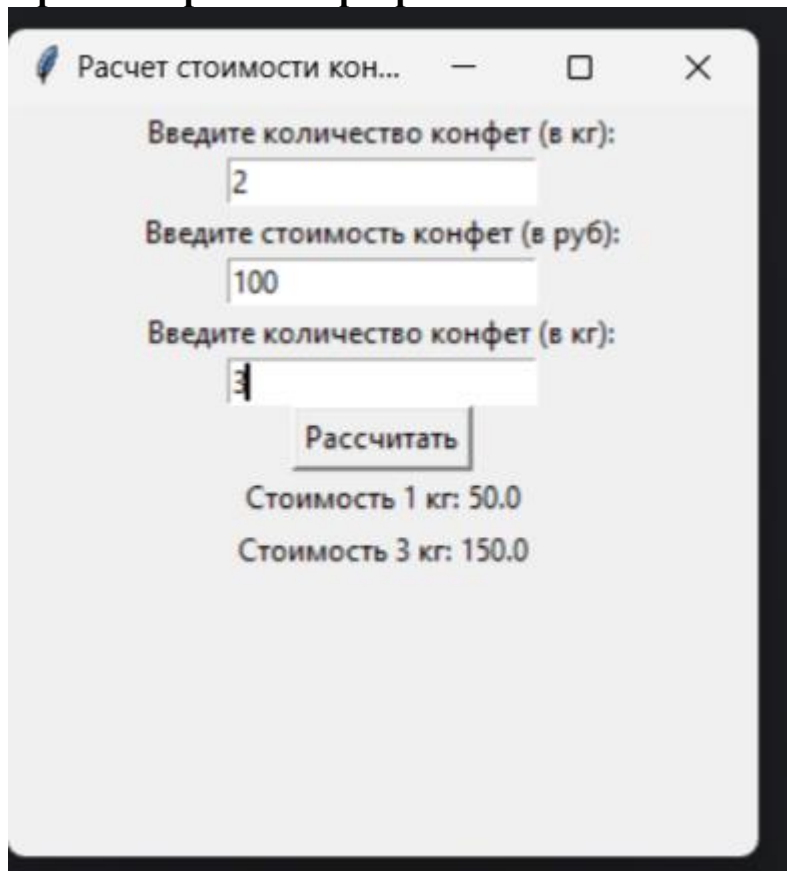 Расчет стоимости кон...
Введите количество конфет (в кг):
2
Введите стоимость конфет (в руб):
100
Введите количество конфет (в кг):
3
Рассчитать
Стоимость 1 кг: 50.0
Стоимость 3 кг: 150.0